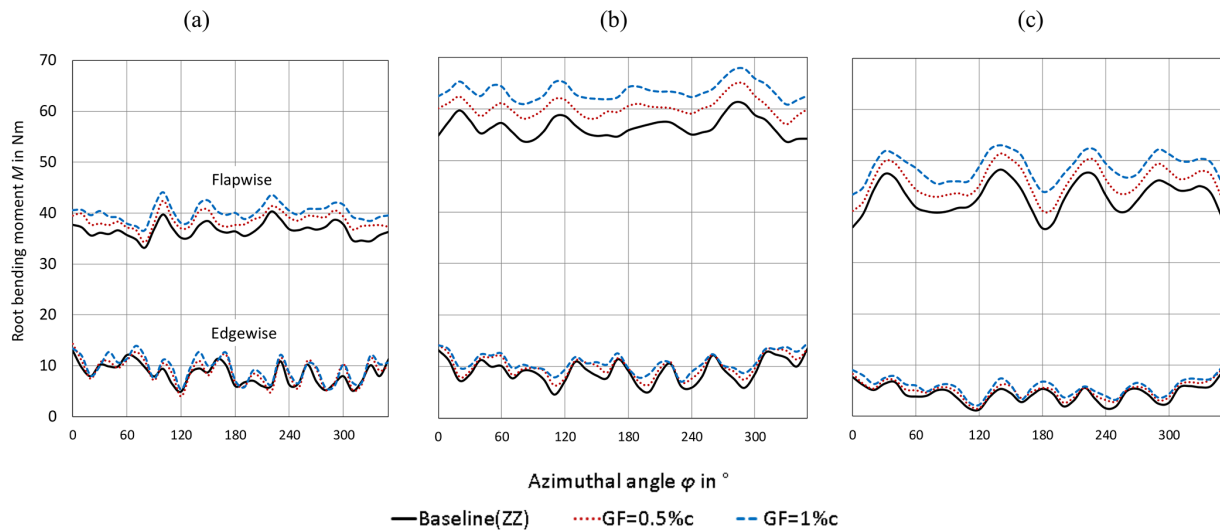 (a) (b) (c)
70
60
50
40
30
20
10
0
Root bending moment M in Nm
Flapwise
Edgewise
0 60 120 180 240 300
0 60 120 180 240 300
0 60 120 180 240 300
Azimuthal angle φ in °
Baseline(ZZ) GF=0.5%c GF=1%c